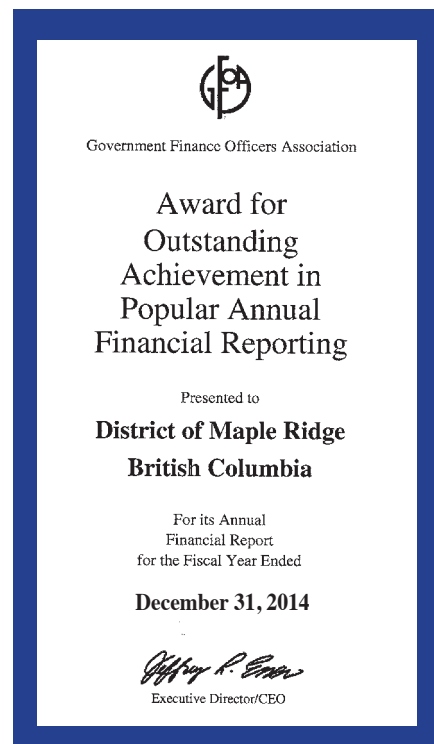 GFOA
Government Finance Officers Association
Award for
Outstanding
Achievement in
Popular Annual
Financial Reporting
Presented to
District of Maple Ridge
British Columbia
For its Annual
Financial Report
for the Fiscal Year Ended
December 31, 2014
Jeffrey R. Enen
Executive Director/CEO